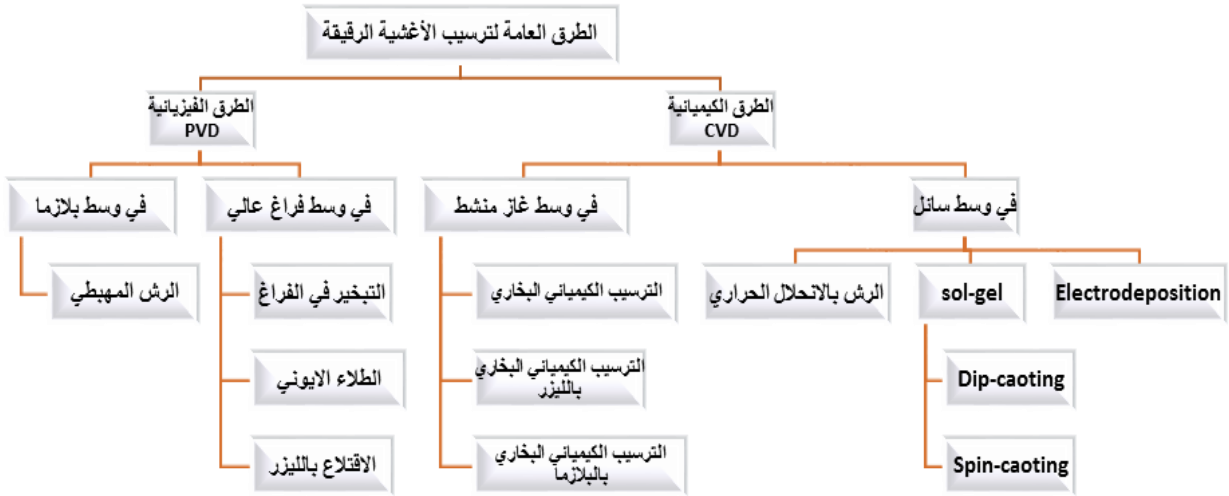 الطرق العامة لترسيب الأغشية الرقيقة
الطرق الكيميائية
CVD
الطرق الفيزيائية
PVD
في وسط سائل
في وسط غاز منشط
في وسط فراغ عالي
في وسط بلازما
Electrodeposition
sol-gel
الرش بالانحلال الحراري
الترسيب الكيميائي البخاري
التبخير في الفراغ
الرش المهبطي
Dip-caoting
الترسيب الكيميائي البخاري
بالليزر
الطلاء الايوني
Spin-caoting
الترسيب الكيميائي البخاري
بالبلازما
الاقتلاع بالليزر